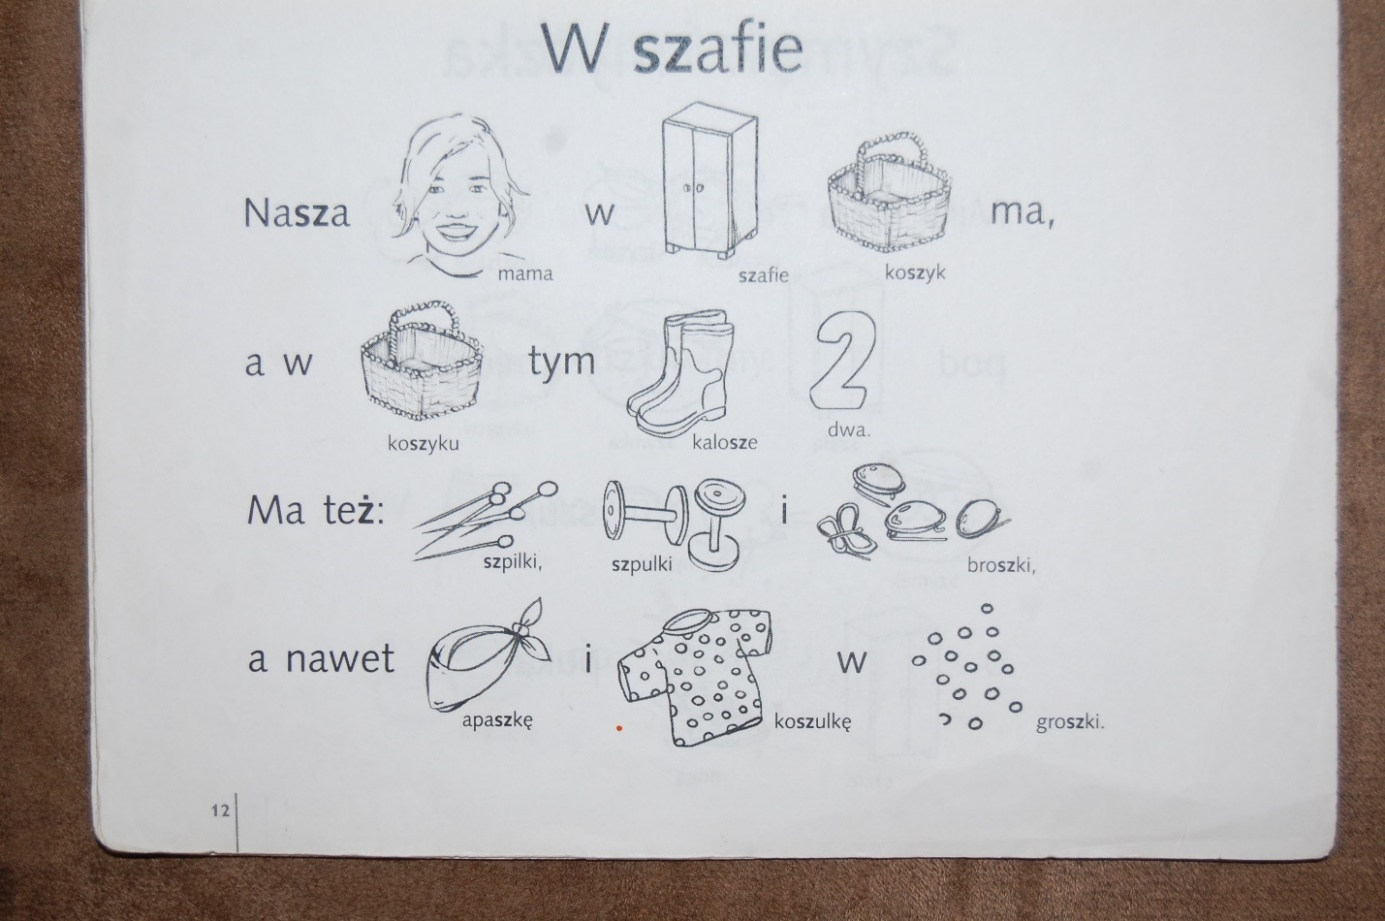 W szafie
Nasza mama w szafie koszyk ma,
a w koszyku tym kalosze dwa.
2
Ma też: szpilki, szpulki i broszki,
a nawet apaszkę i koszulkę w groszki.
12